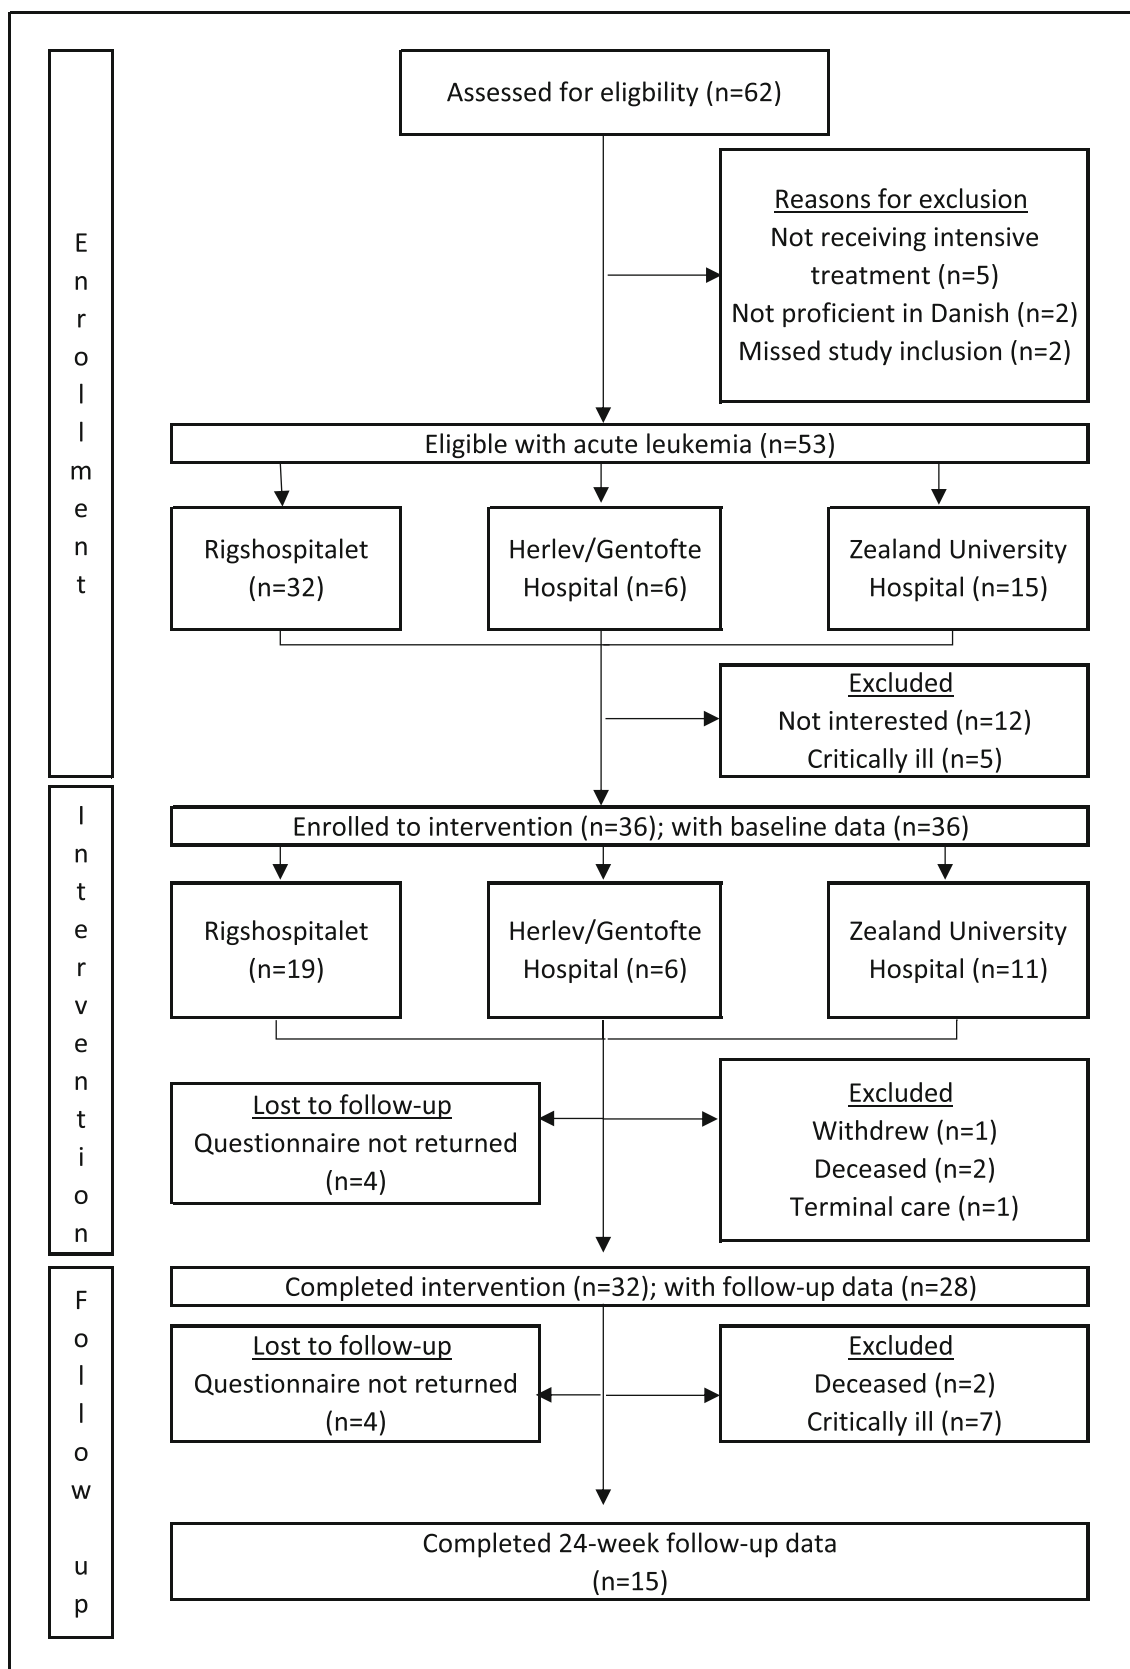 Enrollment
Assessed for eligbility (n=62)
Reasons for exclusion
Not receiving intensive
treatment (n=5)
Not proficient in Danish (n=2)
Missed study inclusion (n=2)
Eligible with acute leukemia (n=53)
Rigshospitalet
(n=32)
Herlev/Gentofte
Hospital (n=6)
Zealand University
Hospital (n=15)
Excluded
Not interested (n=12)
Critically ill (n=5)
Intervention
Enrolled to intervention (n=36); with baseline data (n=36)
Rigshospitalet
(n=19)
Herlev/Gentofte
Hospital (n=6)
Zealand University
Hospital (n=11)
Lost to follow-up
Questionnaire not returned
(n=4)
Excluded
Withdrew (n=1)
Deceased (n=2)
Terminal care (n=1)
Follow up
Completed intervention (n=32); with follow-up data (n=28)
Lost to follow-up
Questionnaire not returned
(n=4)
Excluded
Deceased (n=2)
Critically ill (n=7)
Completed 24-week follow-up data
(n=15)